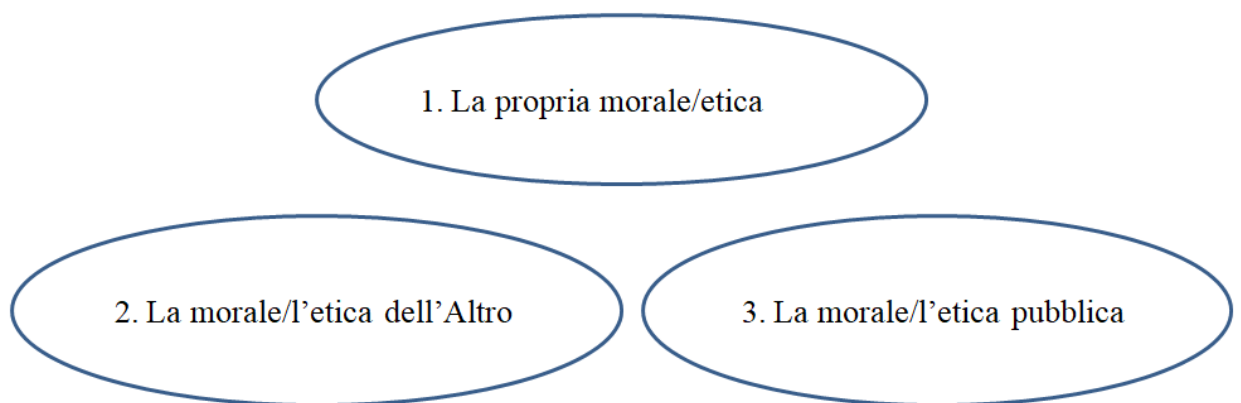 1. La propria morale/etica
2. La morale/l’etica dell’Altro
3. La morale/l’etica pubblica